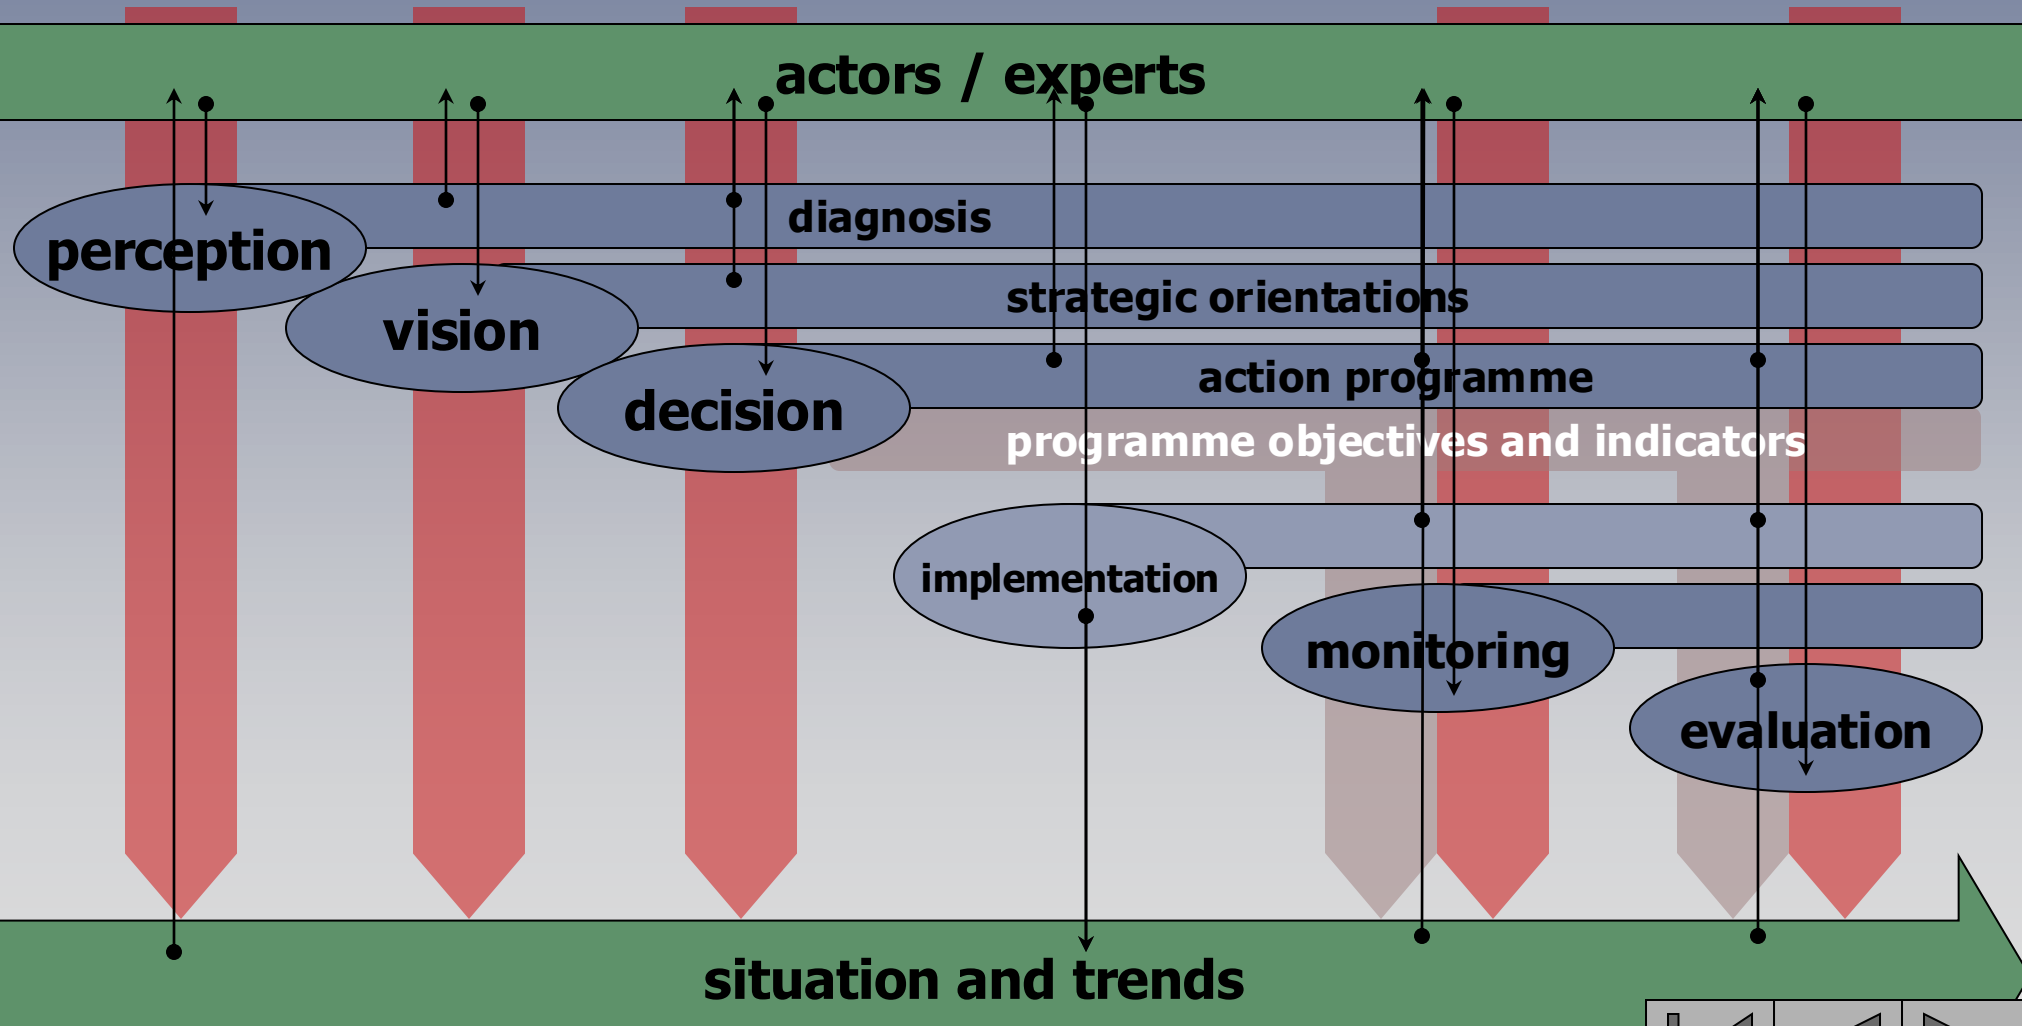 actors / experts
diagnosis
perception
strategic orientations
vision
action programme
decision
programme objectives and indicators
implementation
monitoring
evaluation
situation and trends